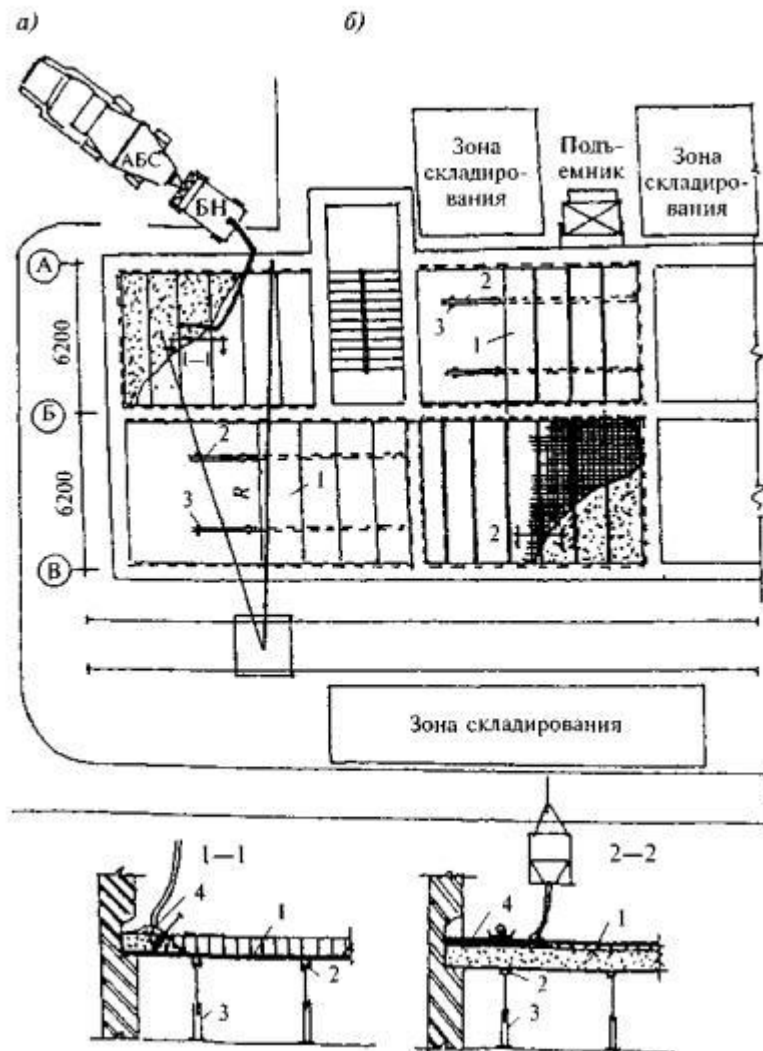 а)
б)
АБС
БН
Зона
складиро-
вания
Подъ-
емник
Зона
складиро-
вания
А
6200
Б
6200
В
2
3
1
1—1
2
3
R
1
2
Зона складирования
1—1
4
1
2
3
2—2
4
1
2
3